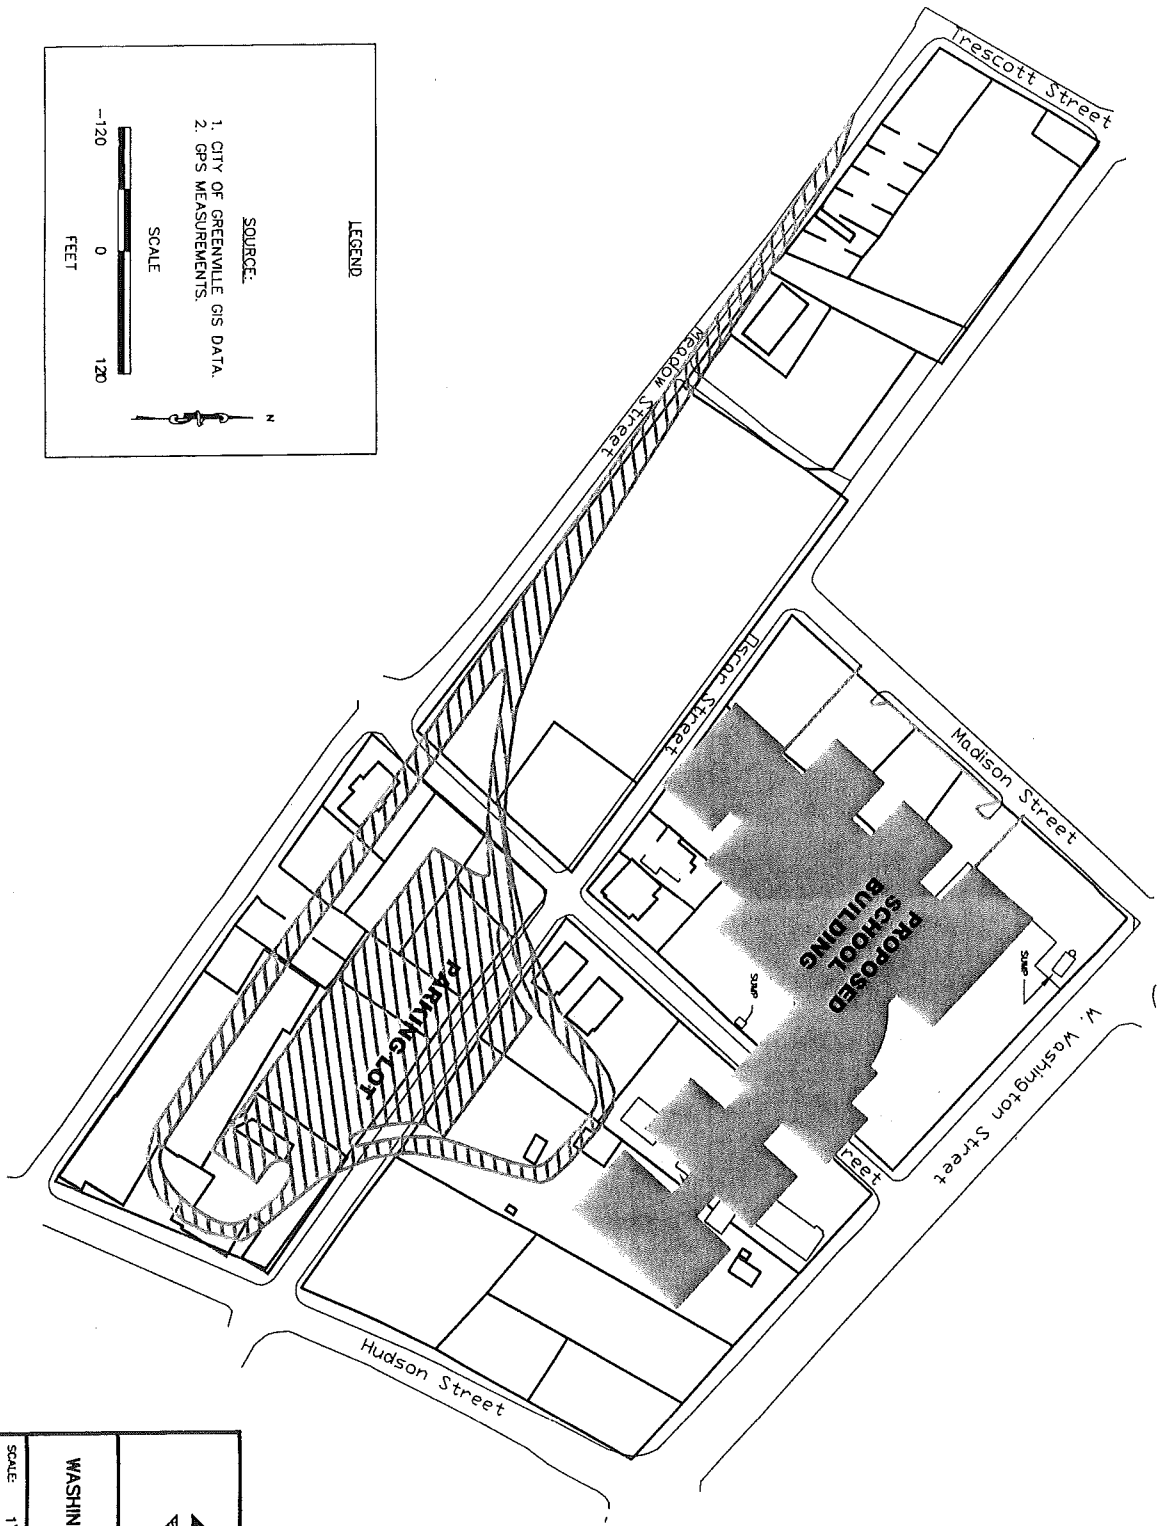 LEGEND
SOURCE:
1. CITY OF GREENVILLE GIS DATA.
2. GPS MEASUREMENTS.
-120 0 120
SCALE
FEET
N
Trescott Street
Meadow Street
Oscar Street
Madison Street
W. Washington Street
reet
Hudson Street
PROPOSED
SCHOOL
BUILDING
SUMP
SUMP
PARKING LOT
WASHIN
SCALE: